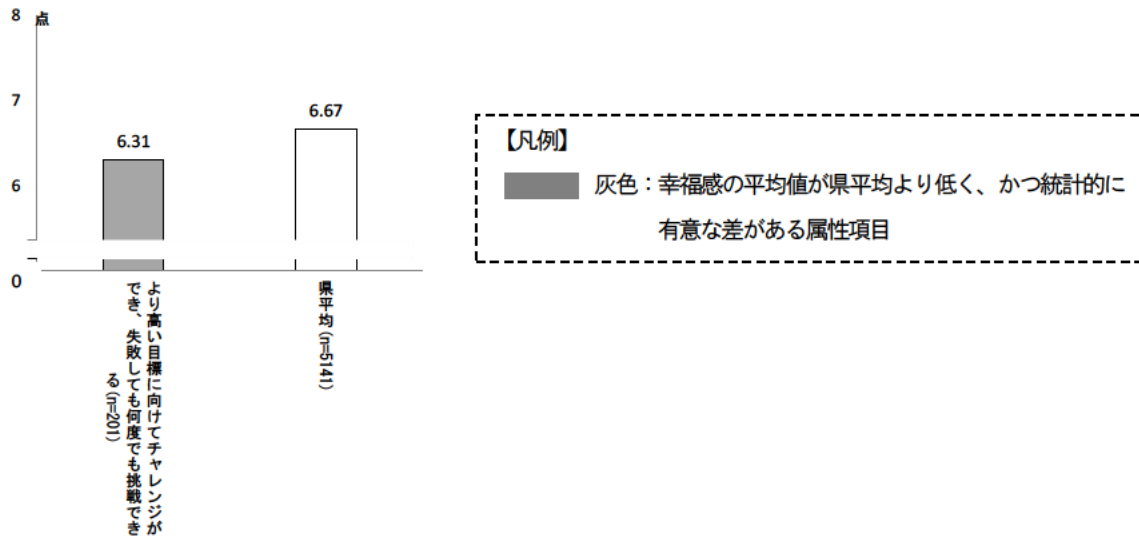 8
点
7
6
0
6.31
6.67
より高い目標に向けてチャレンジが
でき、失敗しても何度でも挑戦でき
る(n=201)
県平均(n=5141)
【凡例】
灰色：幸福感の平均値が県平均より低く、かつ統計的に
有意な差がある属性項目